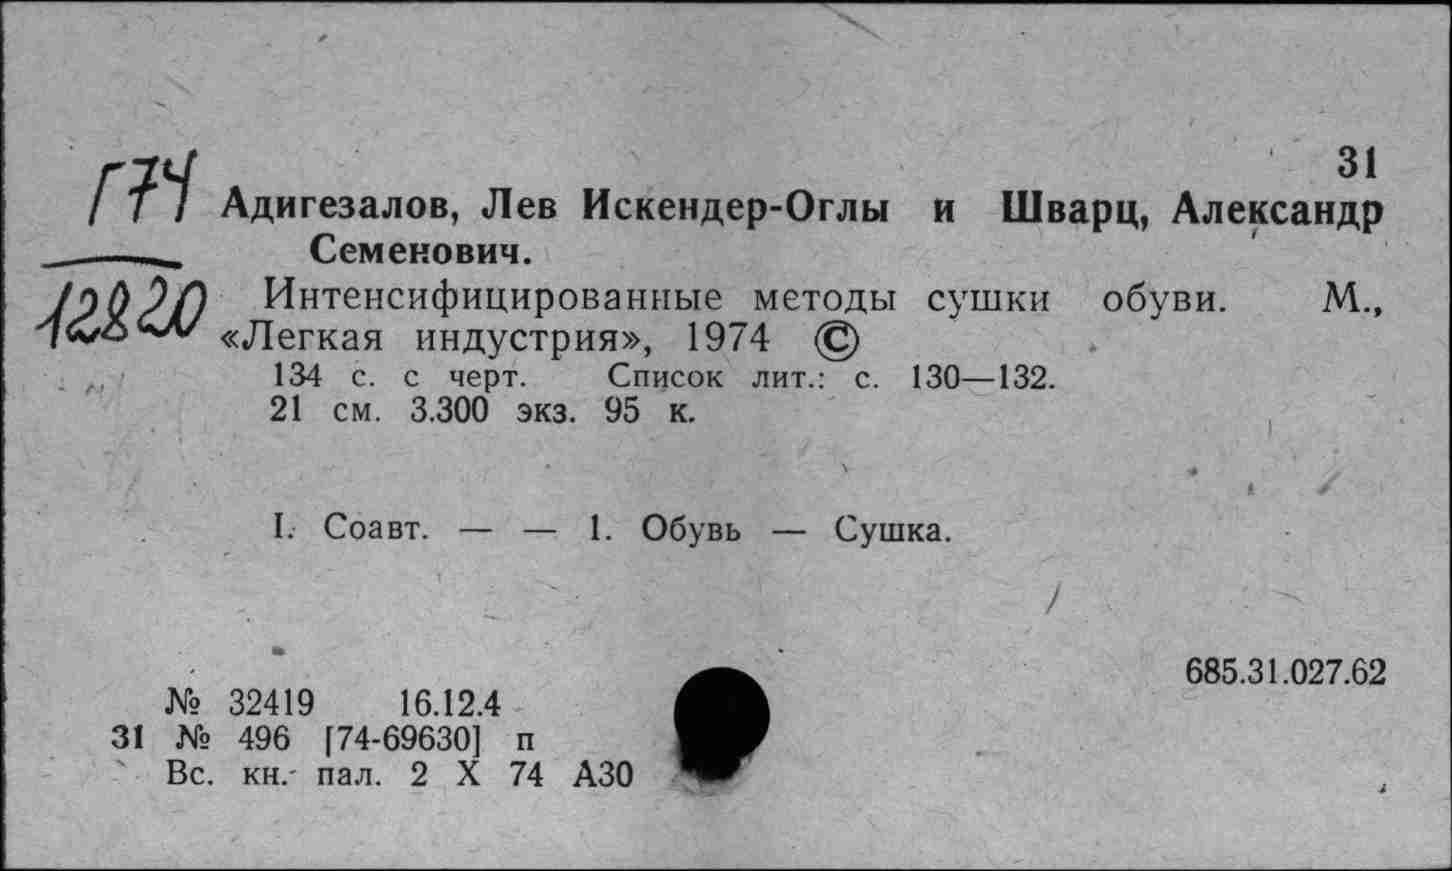 31
Г74
Адигезалов, Лев Искендер-Оглы и Шварц, Александр
Семенович.
12820
Интенсифицированные методы сушки обуви. М.,
«Легкая индустрия», 1974 ©
134 с. с черт. Список лит.: с. 130—132.
21 см. 3.300 экз. 95 к.
I. Соавт. — — 1. Обувь — Сушка.
685.31.027.62
№ 32419 16.12.4
31 № 496 [74-69630] п
Вс. кн. пал. 2 X 74 А30